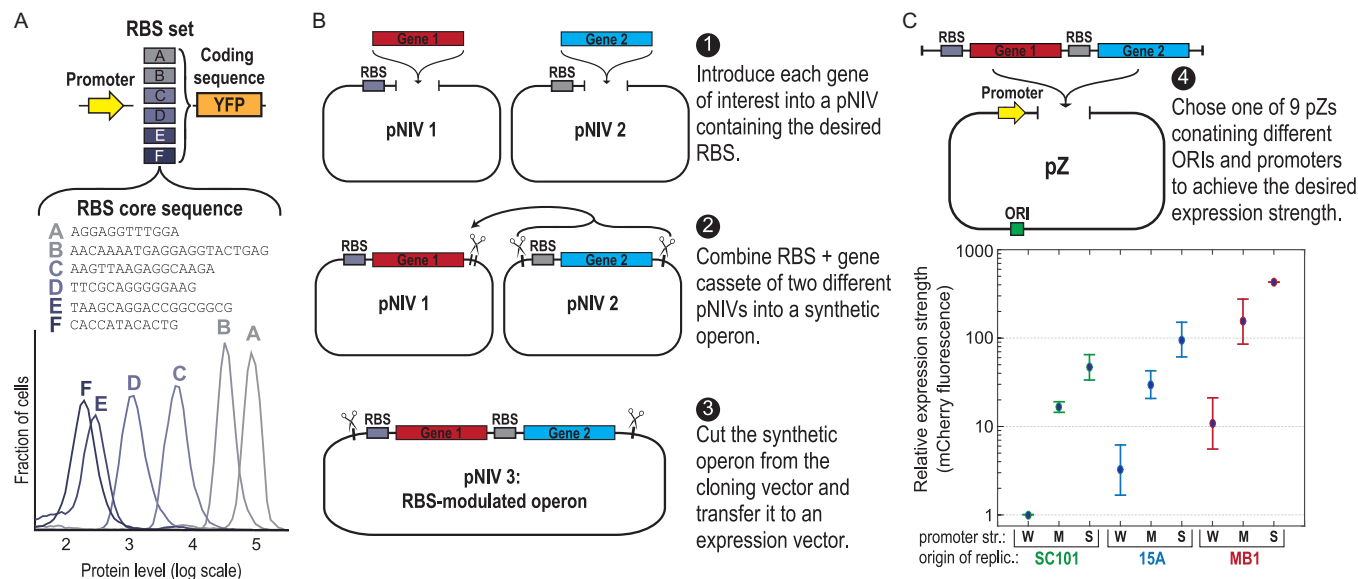 A
RBS set
Promoter
A
B
C
D
E
F
Coding
sequence
YFP
RBS core sequence
A AGGAGGTTTGGA
B AACAAAATGAGGAGGTACTGAG
C AAGTTAAGAGGCAAGA
D TTCGCAGGGGGAAG
E TAAGCAGGACCGGCGGCG
F CACCATACACTG
F
E
D
C
B
A
Fraction of cells
2 3 4 5
Protein level (log scale)
B
Gene 1
Gene 2
RBS
RBS
pNIV 1
pNIV 2
1
Introduce each gene
of interest into a pNIV
containing the desired
RBS.
RBS
Gene 1
RBS
Gene 2
pNIV 1
pNIV 2
2
Combine RBS + gene
cassete of two different
pNIVs into a synthetic
operon.
RBS
Gene 1
RBS
Gene 2
pNIV 3:
RBS-modulated operon
3
Cut the synthetic
operon from the
cloning vector and
transfer it to an
expression vector.
C
RBS
Gene 1
RBS
Gene 2
Promoter
pZ
ORI
4
Chose one of 9 pZs
conatining different
ORIs and promoters
to achieve the desired
expression strength.
Relative expression strength
(mCherry fluorescence)
1000
100
10
1
promoter str.: W M S W M S W M S
origin of replic.: SC101 15A MB1